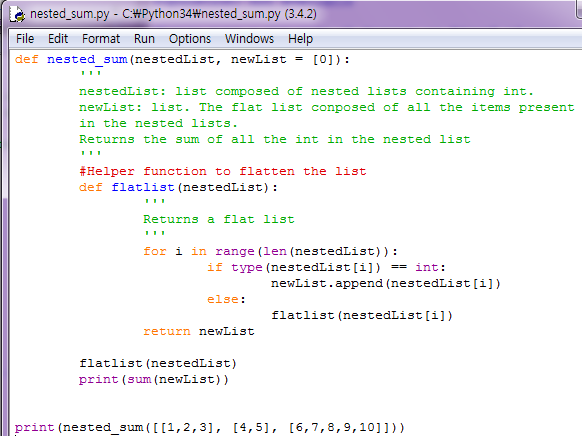 nested_sum.py - C:₩Python34₩nested_sum.py (3.4.2)
File Edit Format Run Options Windows Help
def nested_sum(nestedList, newList = [0]):
        '''
        nestedList: list composed of nested lists containing int.
        newList: list. The flat list conposed of all the items present
        in the nested lists.
        Returns the sum of all the int in the nested list
        '''
        #Helper function to flatten the list
        def flatlist(nestedList):
                '''
                Returns a flat list
                '''
                for i in range(len(nestedList)):
                        if type(nestedList[i]) == int:
                                newList.append(nestedList[i])
                        else:
                                flatlist(nestedList[i])
                return newList
        flatlist(nestedList)
        print(sum(newList))
print(nested_sum([[1,2,3], [4,5], [6,7,8,9,10]]))